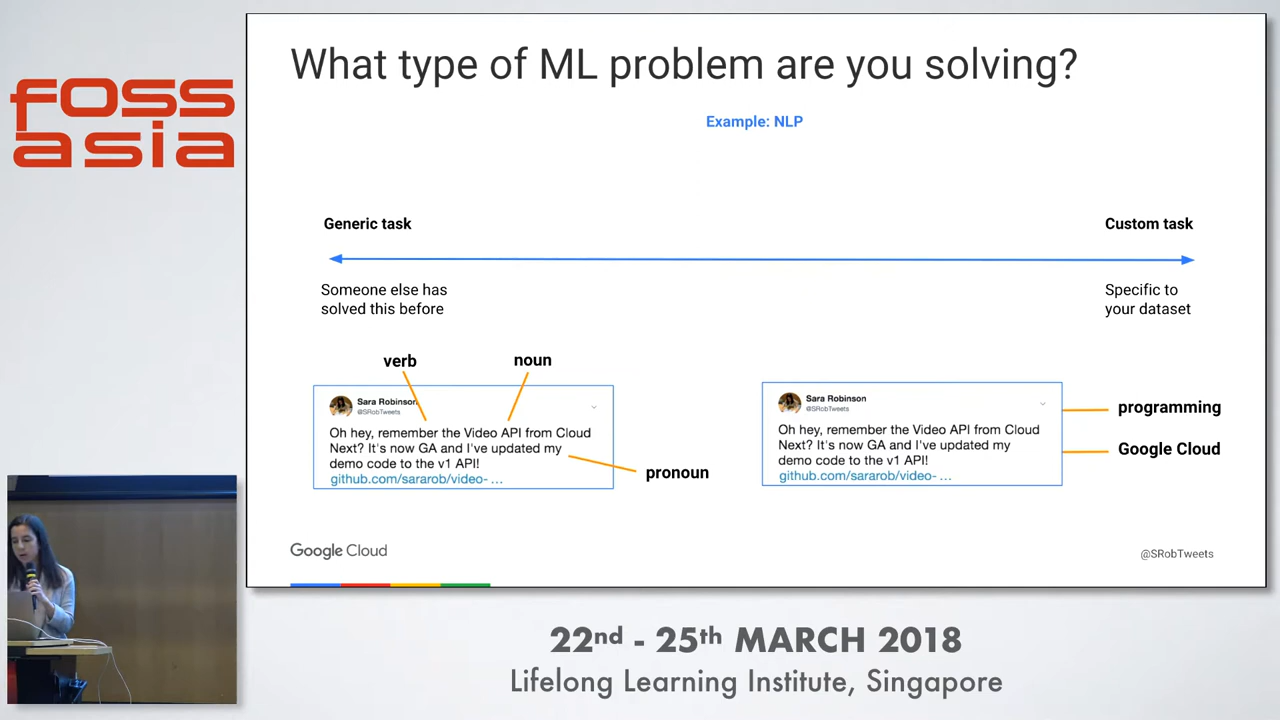 foss
asia
What type of ML problem are you solving?
Example: NLP
Generic task
Custom task
Someone else has
solved this before
Specific to
your dataset
verb
noun
Sara Robinson
@SRobTweets
Oh hey, remember the Video API from Cloud
Next? It's now GA and I've updated my
demo code to the v1 API!
github.com/sararob/video- ...
pronoun
Sara Robinson
@SRobTweets
Oh hey, remember the Video API from Cloud
Next? It's now GA and I've updated my
demo code to the v1 API!
github.com/sararob/video- ...
programming
Google Cloud
Google Cloud
@SRobTweets
22nd - 25th MARCH 2018
Lifelong Learning Institute, Singapore